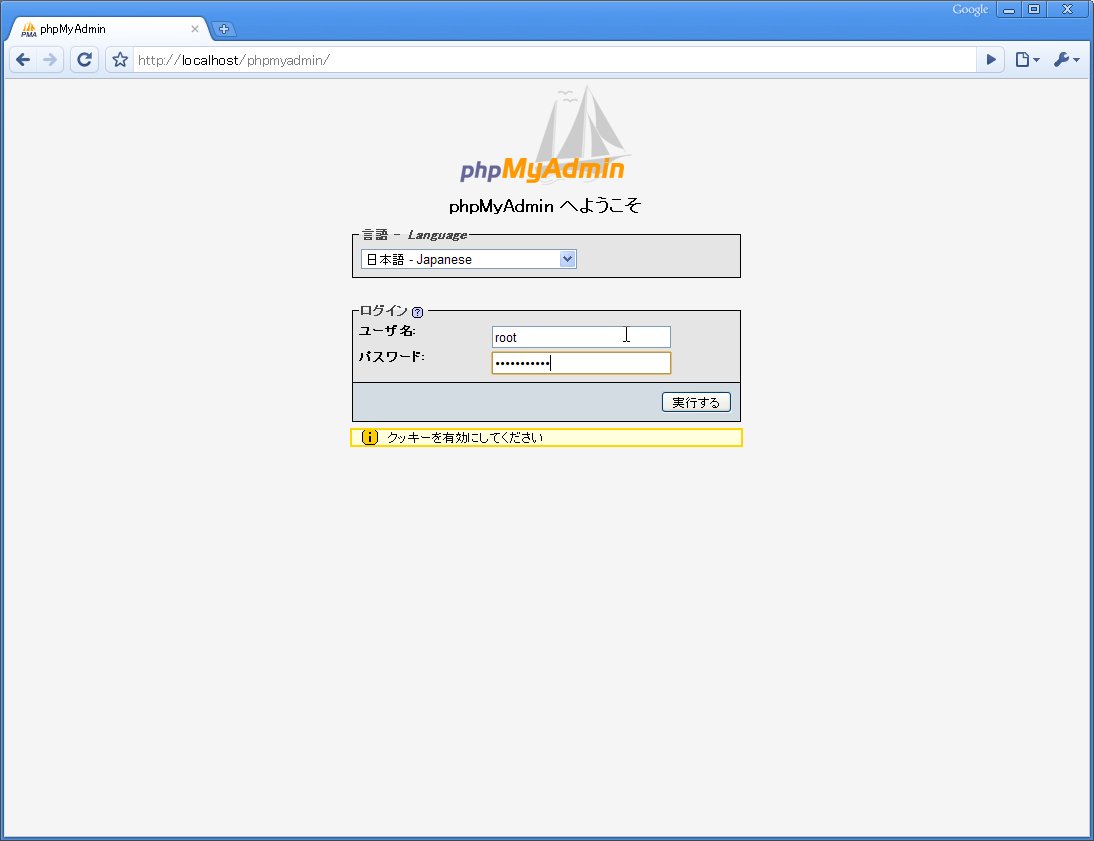 Google
PMA phpMyAdmin
http://localhost/phpmyadmin/
phpMyAdmin
phpMyAdmin へようこそ
言語 - Language
日本語 - Japanese
ログイン
ユーザ名:
root
パスワード:
•••••••••••
実行する
クッキーを有効にしてください